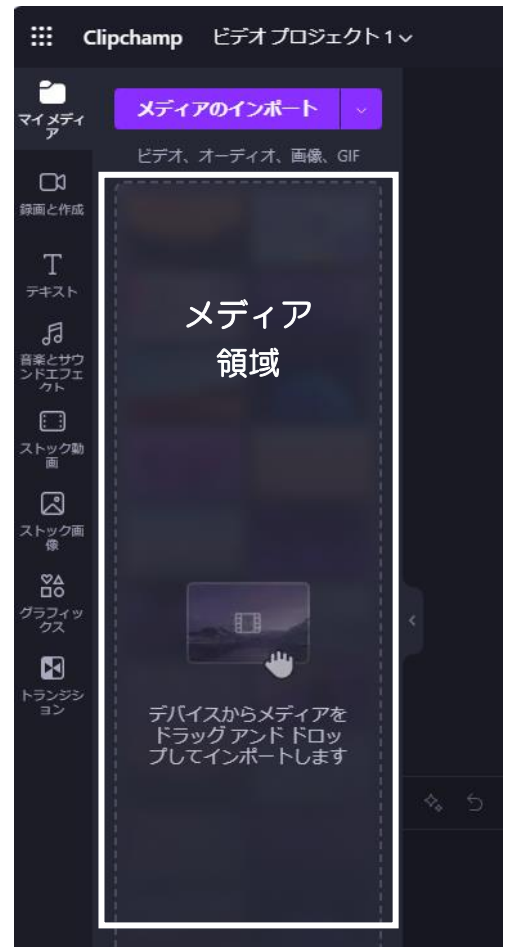 Clipchamp ビデオ プロジェクト 1
マイ メディ
ア
メディアのインポート
ビデオ、オーディオ、画像、GIF
録画と作成
テキスト
音楽とサウ
ンドエフェ
クト
ストック動
画
ストック画
像
グラフィッ
クス
トランジシ
ョン
メディア
領域
デバイスからメディアを
ドラッグ アンド ドロッ
プしてインポートします